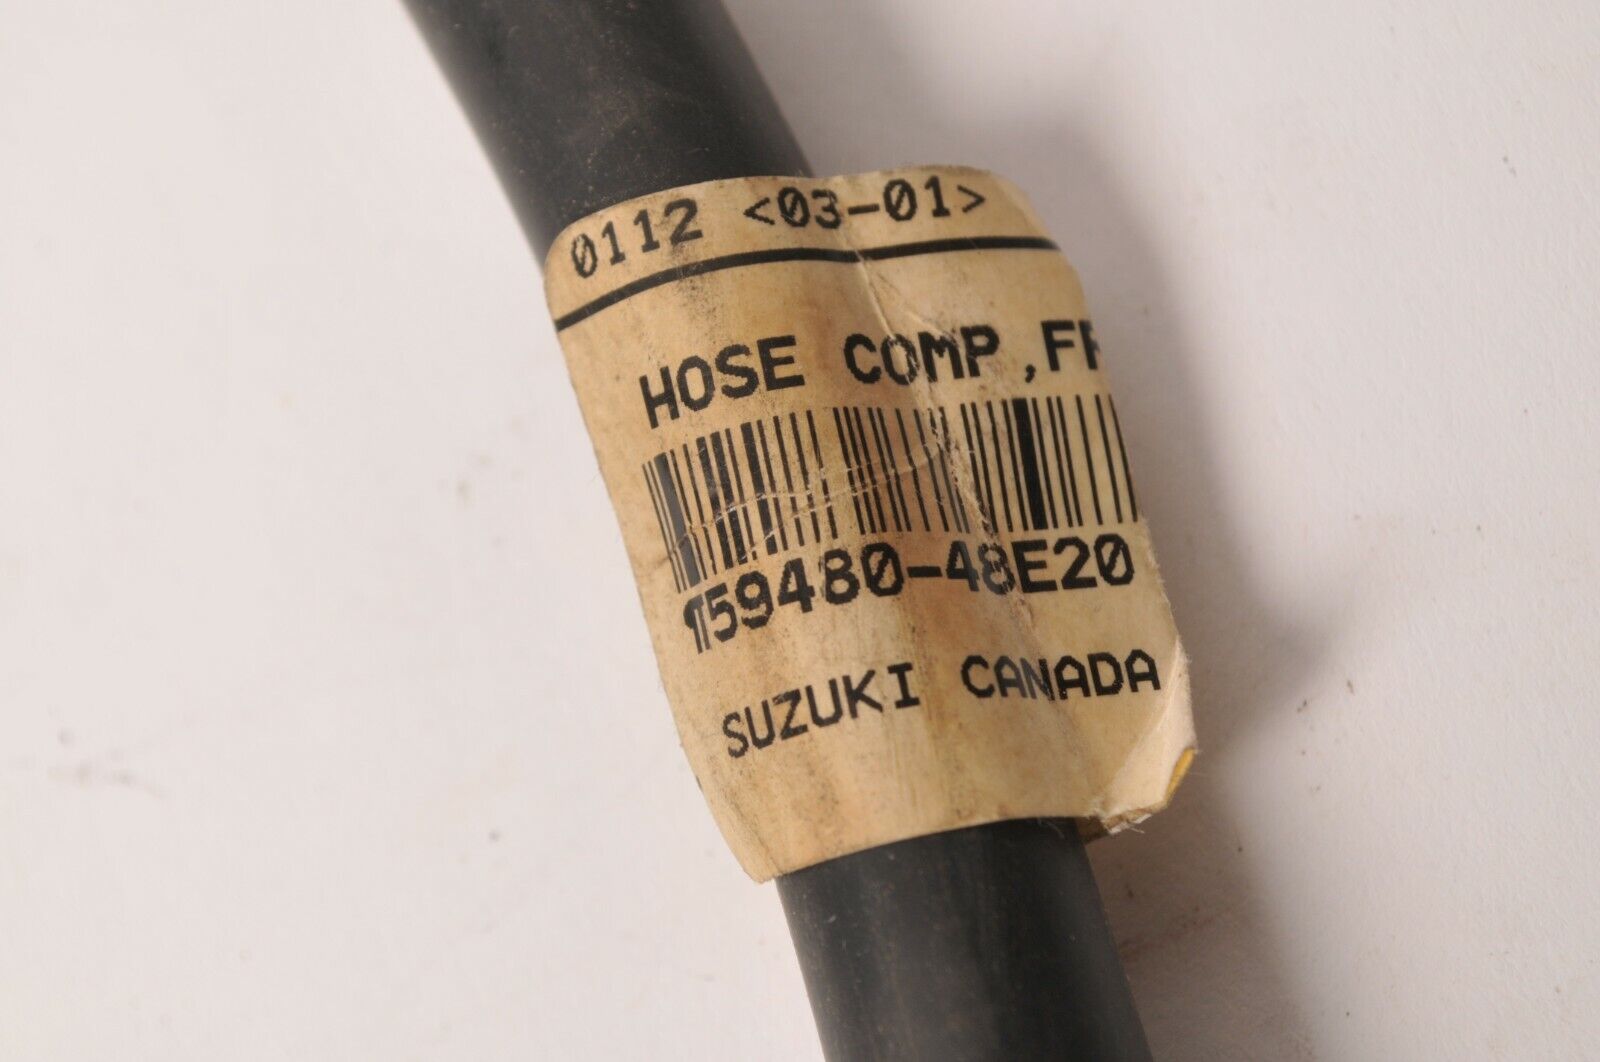 0112 <03-01>
HOSE COMP,F
¶59480-48E20
SUZUKI CANADA